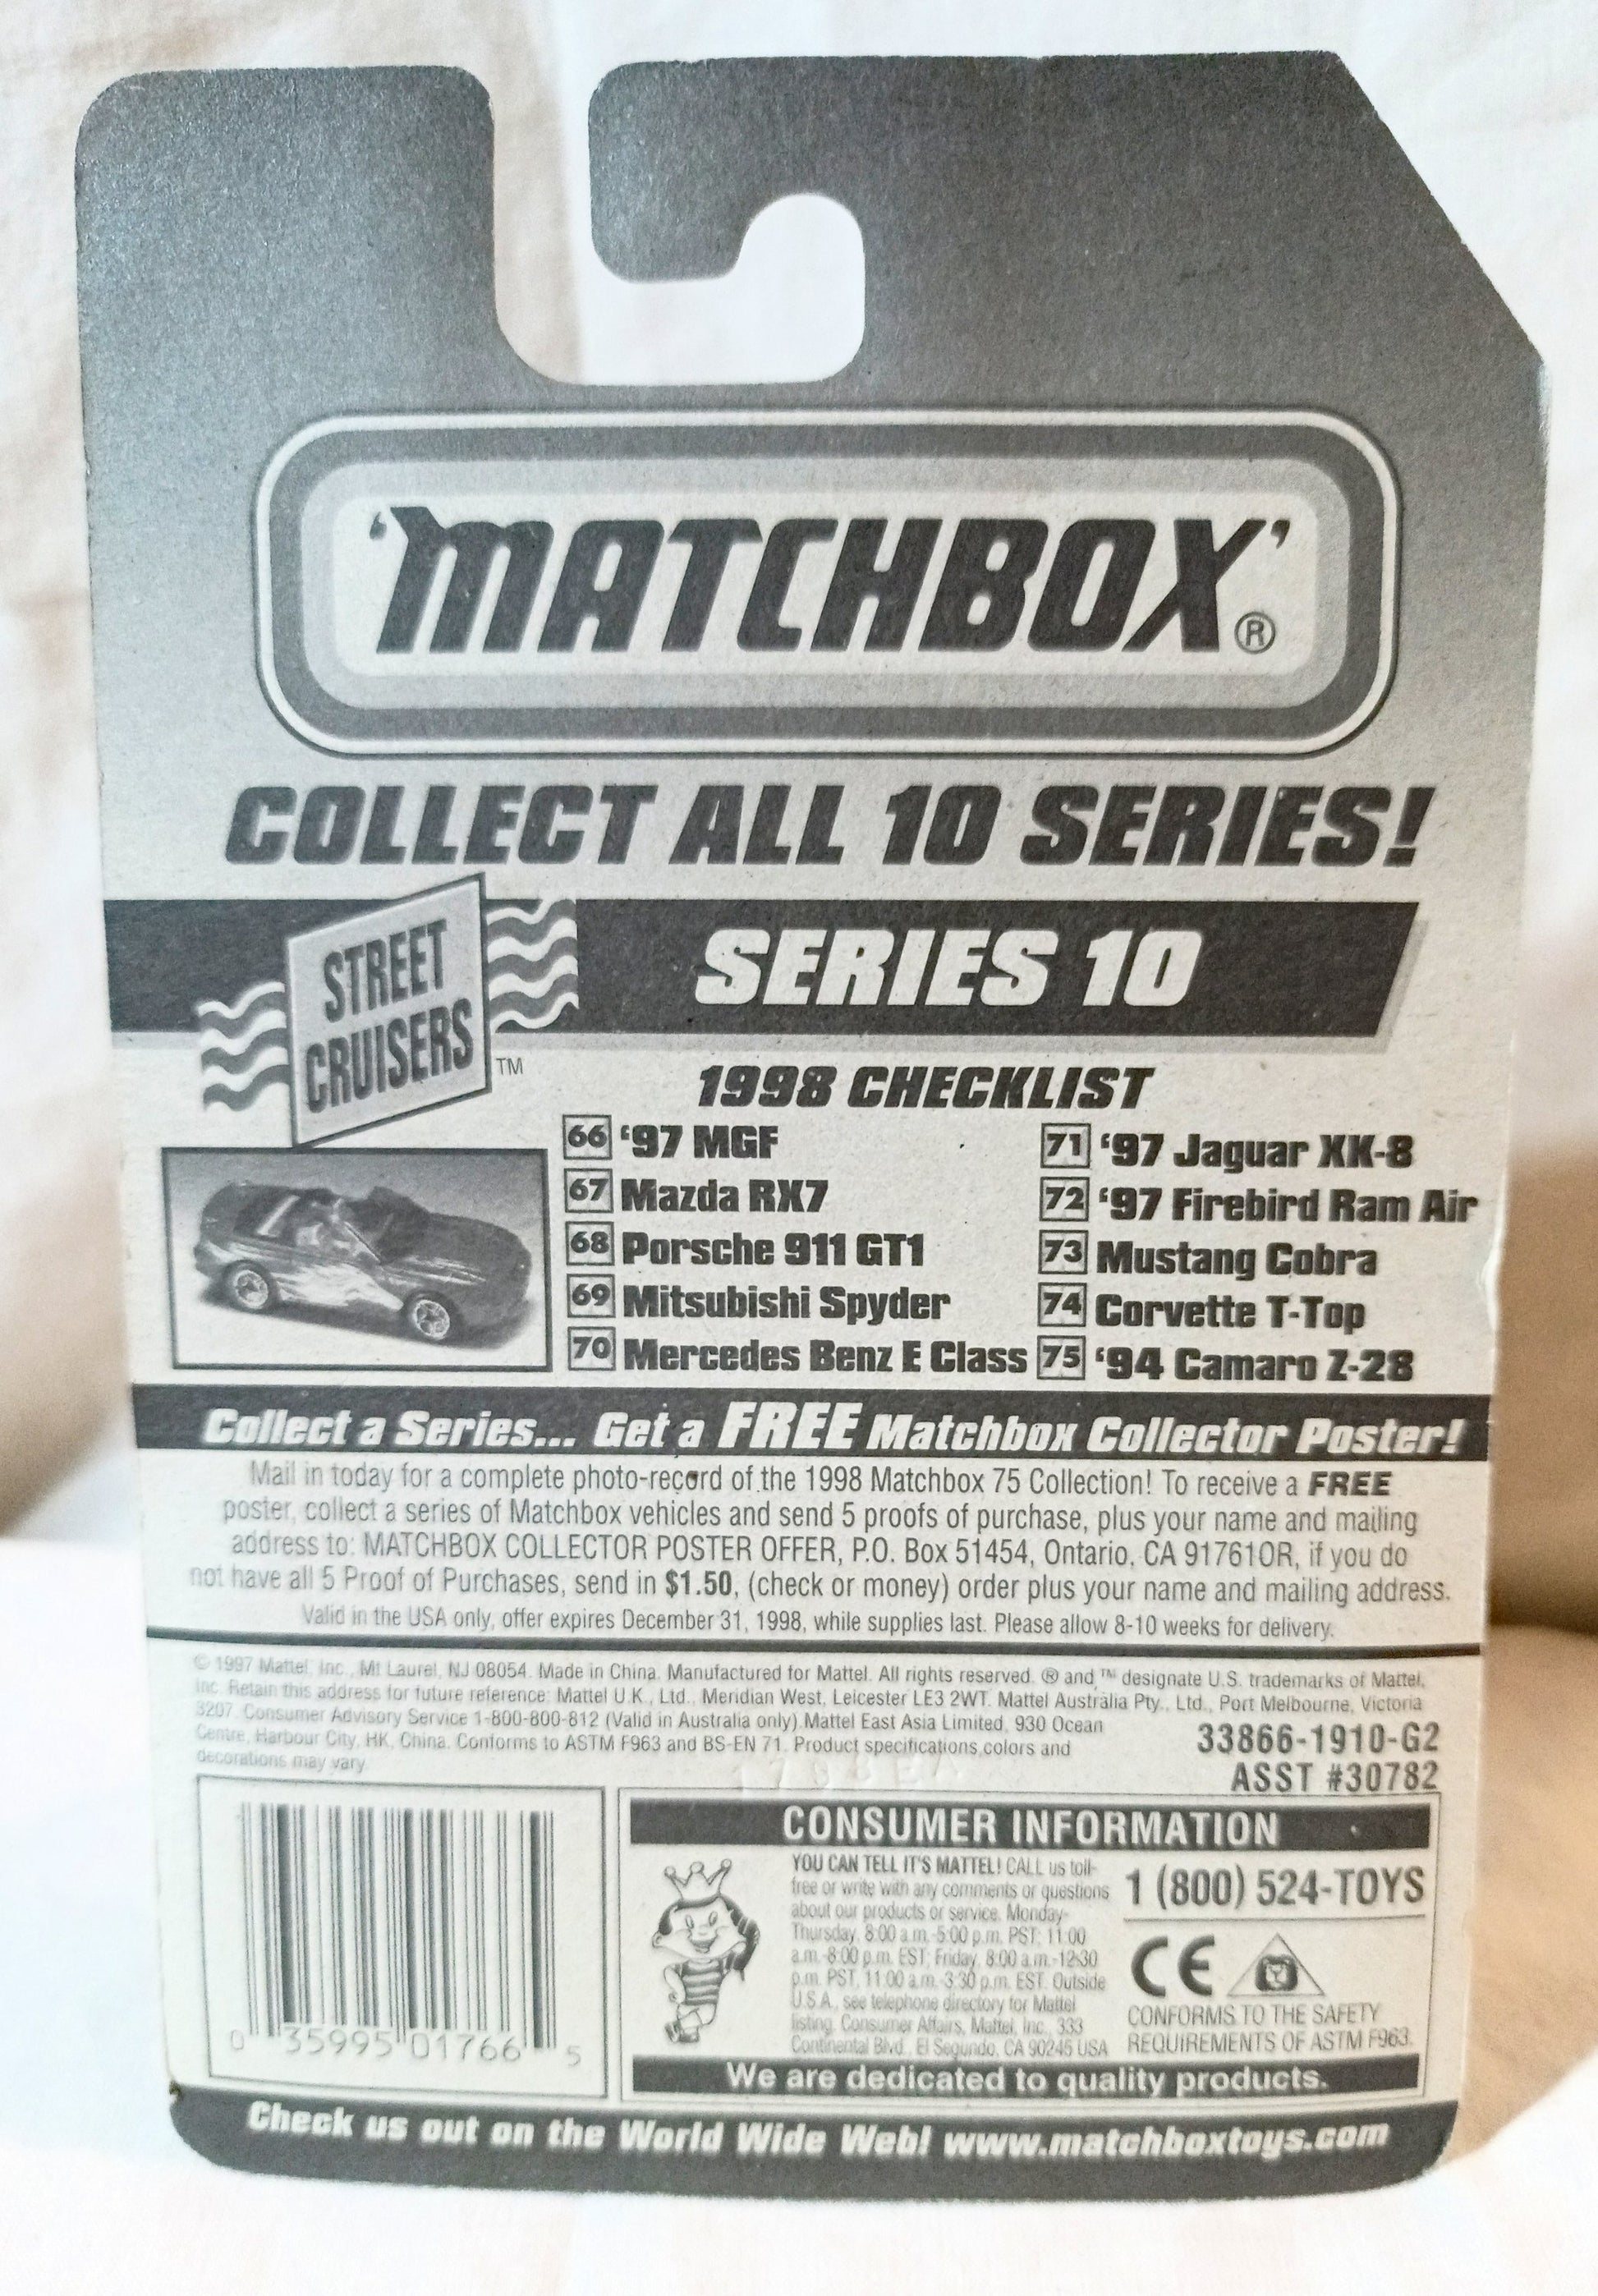 ‘MATCHBOX’®
COLLECT ALL 10 SERIES!
STREET
CRUISERS
™
SERIES 10
1998 CHECKLIST
66 ‘97 MGF
67 Mazda RX7
68 Porsche 911 GT1
69 Mitsubishi Spyder
70 Mercedes Benz E Class
71 ‘97 Jaguar XK-8
72 ‘97 Firebird Ram Air
73 Mustang Cobra
74 Corvette T-Top
75 ‘94 Camaro Z-28
Collect a Series... Get a FREE Matchbox Collector Poster!
Mail in today for a complete photo-record of the 1998 Matchbox 75 Collection! To receive a FREE
poster, collect a series of Matchbox vehicles and send 5 proofs of purchase, plus your name and mailing
address to: MATCHBOX COLLECTOR POSTER OFFER, P.O. Box 51454, Ontario, CA 91761OR, if you do
not have all 5 Proof of Purchases, send in $1.50, (check or money) order plus your name and mailing address.
Valid in the USA only, offer expires December 31, 1998, while supplies last. Please allow 8-10 weeks for delivery.
© 1997 Mattel, Inc., Mt Laurel, NJ 08054. Made in China. Manufactured for Mattel. All rights reserved. ® and ™ designate U.S. trademarks of Mattel,
Inc. Retain this address for future reference: Mattel U.K., Ltd., Meridian West, Leicester LE3 2WT. Mattel Australia Pty., Ltd., Port Melbourne, Victoria
3207. Consumer Advisory Service 1-800-800-812 (Valid in Australia only). Mattel East Asia Limited, 930 Ocean
Centre, Harbour City, HK, China. Conforms to ASTM F963 and BS-EN 71. Product specifications, colors and
decorations may vary.
33866-1910-G2
ASST #30782
0 35995 01766 5
CONSUMER INFORMATION
YOU CAN TELL IT'S MATTEL! CALL us toll-
free or write with any comments or questions
about our products or service. Monday-
Thursday, 8:00 a.m.-5:00 p.m. PST; 11:00
a.m.-8:00 p.m. EST; Friday, 8:00 a.m.-12:30
p.m. PST, 11:00 a.m.-3:30 p.m. EST. Outside
U.S.A., see telephone directory for Mattel
listing. Consumer Affairs, Mattel, Inc., 333
Continental Blvd., El Segundo, CA 90245 USA
1 (800) 524-TOYS
CE
CONFORMS TO THE SAFETY
REQUIREMENTS OF ASTM F963.
We are dedicated to quality products.
Check us out on the World Wide Web! www.matchboxtoys.com